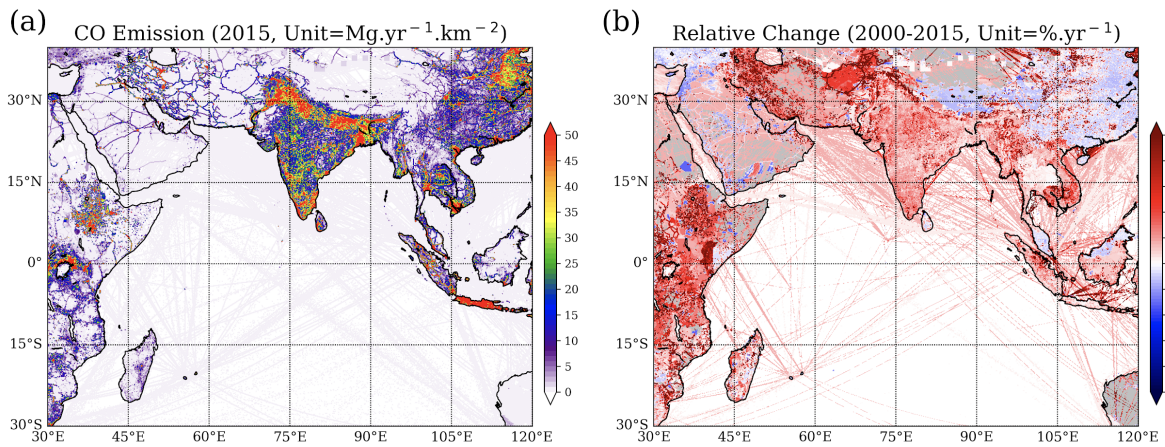 (a)
CO Emission (2015, Unit=Mg.yr⁻¹.km⁻²)
30°N
15°N
0°
15°S
30°S
30°E
45°E
60°E
75°E
90°E
105°E
120°E
50
45
40
35
30
25
20
15
10
5
0
(b)
Relative Change (2000-2015, Unit=%.yr⁻¹)
30°N
15°N
0°
15°S
30°S
30°E
45°E
60°E
75°E
90°E
105°E
120°E